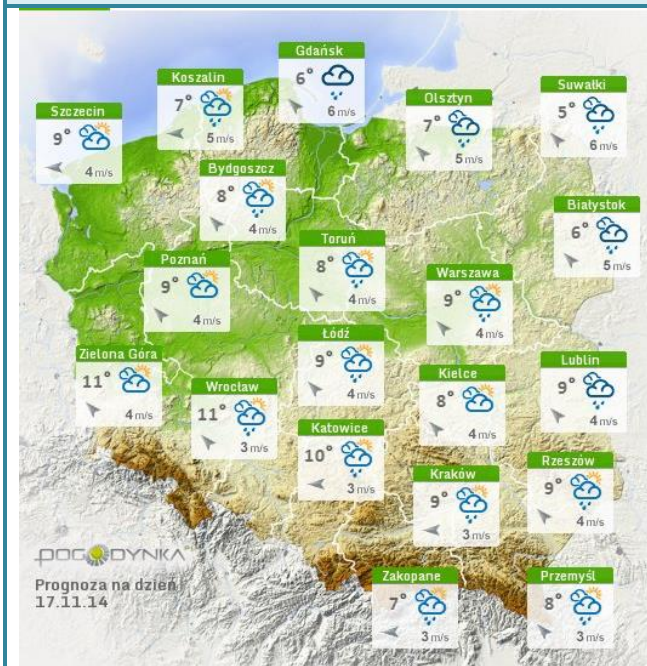 Gdańsk
6°
6 m/s
Koszalin
7°
5 m/s
Suwałki
5°
6 m/s
Olsztyn
7°
5 m/s
Szczecin
9°
4 m/s
Bydgoszcz
8°
4 m/s
Białystok
6°
5 m/s
Toruń
8°
4 m/s
Poznań
9°
4 m/s
Warszawa
9°
4 m/s
Łódź
9°
4 m/s
Zielona Góra
11°
4 m/s
Lublin
9°
4 m/s
Kielce
8°
4 m/s
Wrocław
11°
3 m/s
Katowice
10°
3 m/s
Rzeszów
9°
4 m/s
Kraków
9°
3 m/s
POGODYNKA
Prognoza na dzień
17.11.14
Zakopane
7°
3 m/s
Przemyśl
8°
3 m/s